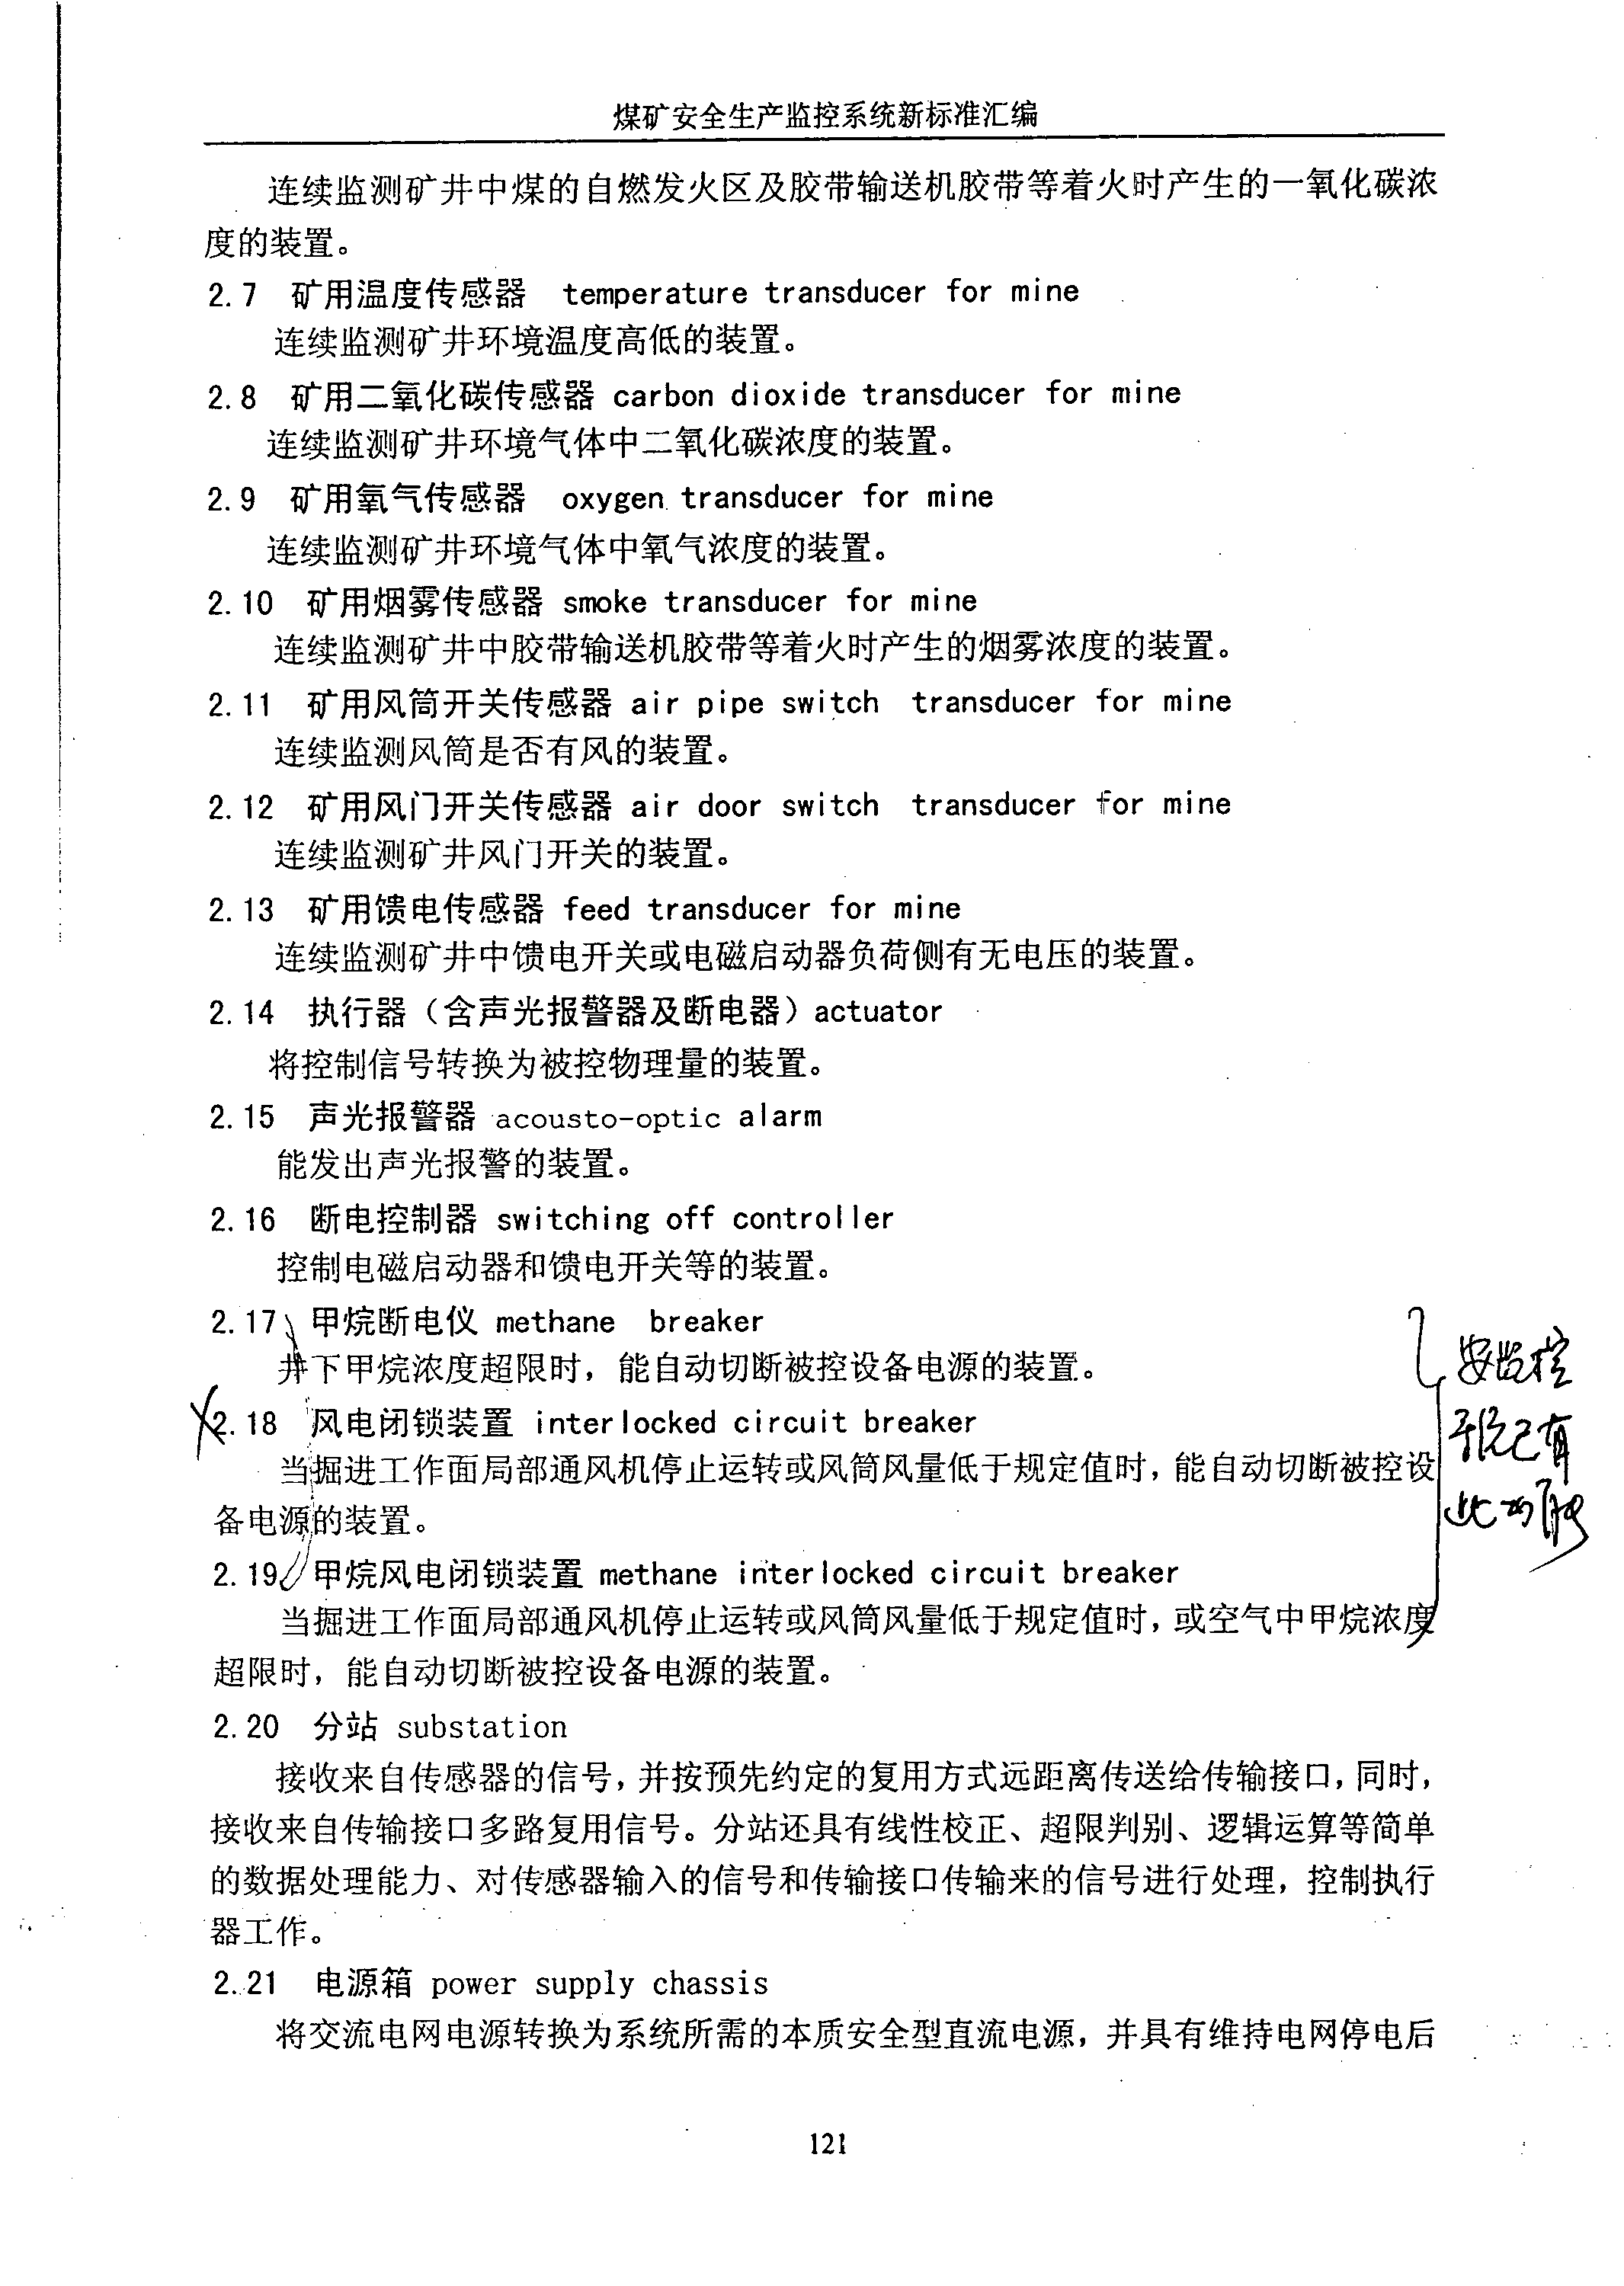 煤矿安全生产监控系统新标准汇编
连续监测矿井中煤的自燃发火区及胶带输送机胶带等着火时产生的一氧化碳浓
度的装置。
2.7 矿用温度传感器 temperature transducer for mine
连续监测矿井环境温度高低的装置。
2.8 矿用二氧化碳传感器 carbon dioxide transducer for mine
连续监测矿井环境气体中二氧化碳浓度的装置。
2.9 矿用氧气传感器 oxygen transducer for mine
连续监测矿井环境气体中氧气浓度的装置。
2.10 矿用烟雾传感器 smoke transducer for mine
连续监测矿井中胶带输送机胶带等着火时产生的烟雾浓度的装置。
2.11 矿用风筒开关传感器 air pipe switch transducer for mine
连续监测风筒是否有风的装置。
2.12 矿用风门开关传感器 air door switch transducer for mine
连续监测矿井风门开关的装置。
2.13 矿用馈电传感器 feed transducer for mine
连续监测矿井中馈电开关或电磁启动器负荷侧有无电压的装置。
2.14 执行器（含声光报警器及断电器）actuator
将控制信号转换为被控物理量的装置。
2.15 声光报警器 acousto-optic alarm
能发出声光报警的装置。
2.16 断电控制器 switching off controller
控制电磁启动器和馈电开关等的装置。
2.17 甲烷断电仪 methane breaker
井下甲烷浓度超限时，能自动切断被控设备电源的装置。
2.18 风电闭锁装置 interlocked circuit breaker
当掘进工作面局部通风机停止运转或风筒风量低于规定值时，能自动切断被控设
备电源的装置。
2.19 甲烷风电闭锁装置 methane interlocked circuit breaker
当掘进工作面局部通风机停止运转或风筒风量低于规定值时，或空气中甲烷浓度
超限时，能自动切断被控设备电源的装置。
2.20 分站 substation
接收来自传感器的信号，并按预先约定的复用方式远距离传送给传输接口，同时，
接收来自传输接口多路复用信号。分站还具有线性校正、超限判别、逻辑运算等简单
的数据处理能力、对传感器输入的信号和传输接口传输来的信号进行处理，控制执行
器工作。
2.21 电源箱 power supply chassis
将交流电网电源转换为系统所需的本质安全型直流电源，并具有维持电网停电后
121
监控
已有
此功能